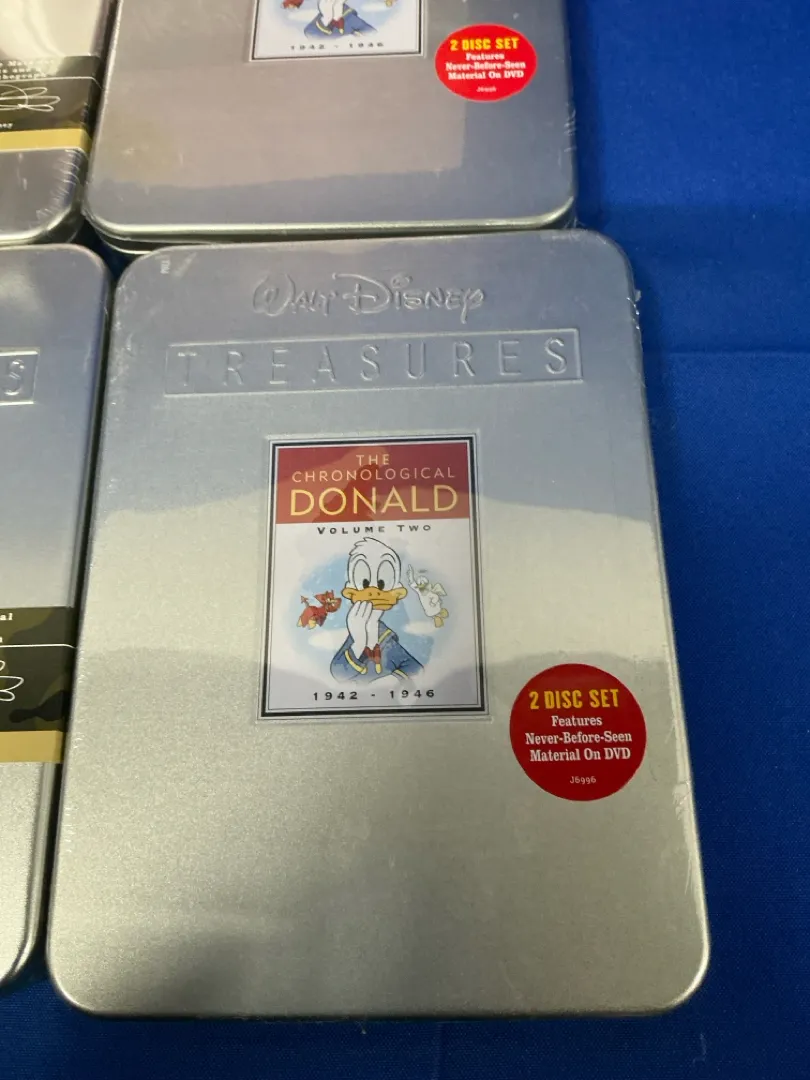 1942 - 1946
2 DISC SET
Features
Never-Before-Seen
Material On DVD
J6996
WALT DISNEY
TREASURES
S
THE
CHRONOLOGICAL
DONALD
VOLUME TWO
1942 - 1946
2 DISC SET
Features
Never-Before-Seen
Material On DVD
J6996